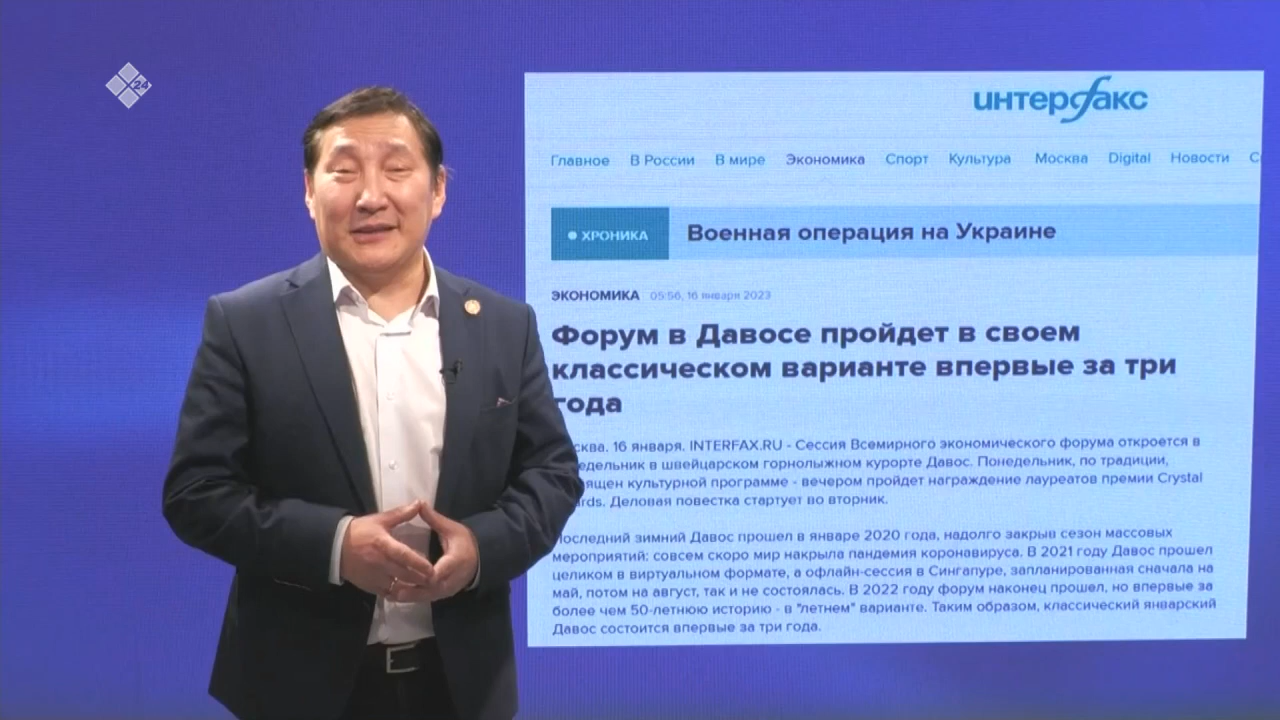 24
интерфакс
Главное В России В мире Экономика Спорт Культура Москва Digital Новости
ХРОНИКА Военная операция на Украине
ЭКОНОМИКА 05:56, 16 января 2023
Форум в Давосе пройдет в своем
классическом варианте впервые за три
года
16 января. INTERFAX.RU - Сессия Всемирного экономического форума откроется в
в швейцарском горнолыжном курорте Давос. Понедельник, по традиции,
культурной программе - вечером пройдет награждение лауреатов премии Crystal
Деловая повестка стартует во вторник.
Последний зимний Давос прошел в январе 2020 года, надолго закрыв сезон массовых
мероприятий: совсем скоро мир накрыла пандемия коронавируса. В 2021 году Давос прошел
целиком в виртуальном формате, а офлайн-сессия в Сингапуре, запланированная сначала на
май, потом на август, так и не состоялась. В 2022 году форум наконец прошел, но впервые за
более чем 50-летнюю историю - в "летнем" варианте. Таким образом, классический январский
Давос состоится впервые за три года.